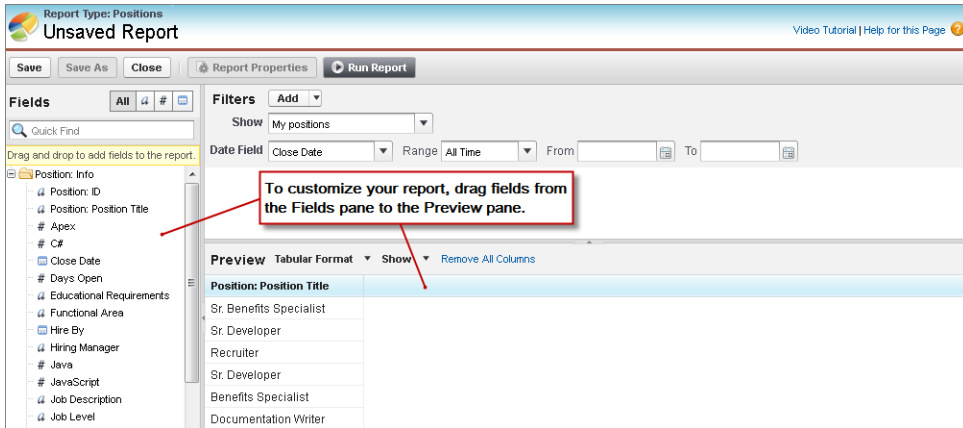 Report Type: Positions
Unsaved Report
Video Tutorial | Help for this Page ?
Save Save As Close Report Properties Run Report
Fields All a # 
Quick Find
Drag and drop to add fields to the report.
Position: Info
a Position: ID
a Position: Position Title
# Apex
# C#
Close Date
# Days Open
a Educational Requirements
a Functional Area
Hire By
a Hiring Manager
# Java
# JavaScript
a Job Description
a Job Level
Filters Add
Show My positions
Date Field Close Date Range All Time From To
To customize your report, drag fields from
the Fields pane to the Preview pane.
Preview Tabular Format Show Remove All Columns
Position: Position Title
Sr. Benefits Specialist
Sr. Developer
Recruiter
Sr. Developer
Benefits Specialist
Documentation Writer